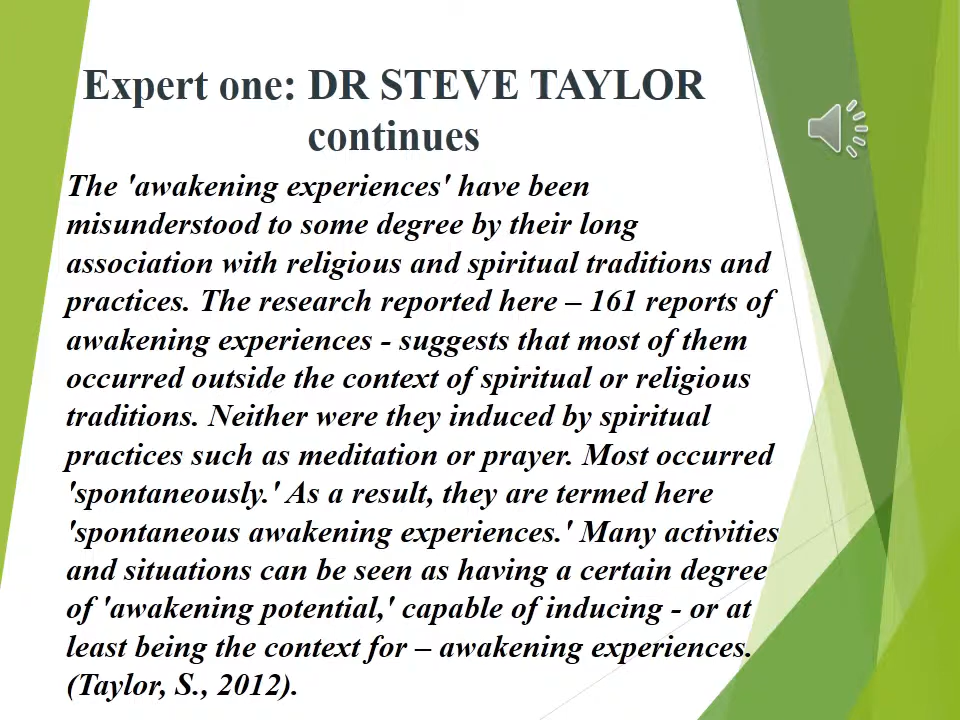 Expert one: DR STEVE TAYLOR
continues
The 'awakening experiences' have been
misunderstood to some degree by their long
association with religious and spiritual traditions and
practices. The research reported here – 161 reports of
awakening experiences - suggests that most of them
occurred outside the context of spiritual or religious
traditions. Neither were they induced by spiritual
practices such as meditation or prayer. Most occurred
'spontaneously.' As a result, they are termed here
'spontaneous awakening experiences.' Many activities
and situations can be seen as having a certain degree
of 'awakening potential,' capable of inducing - or at
least being the context for – awakening experiences.
(Taylor, S., 2012).